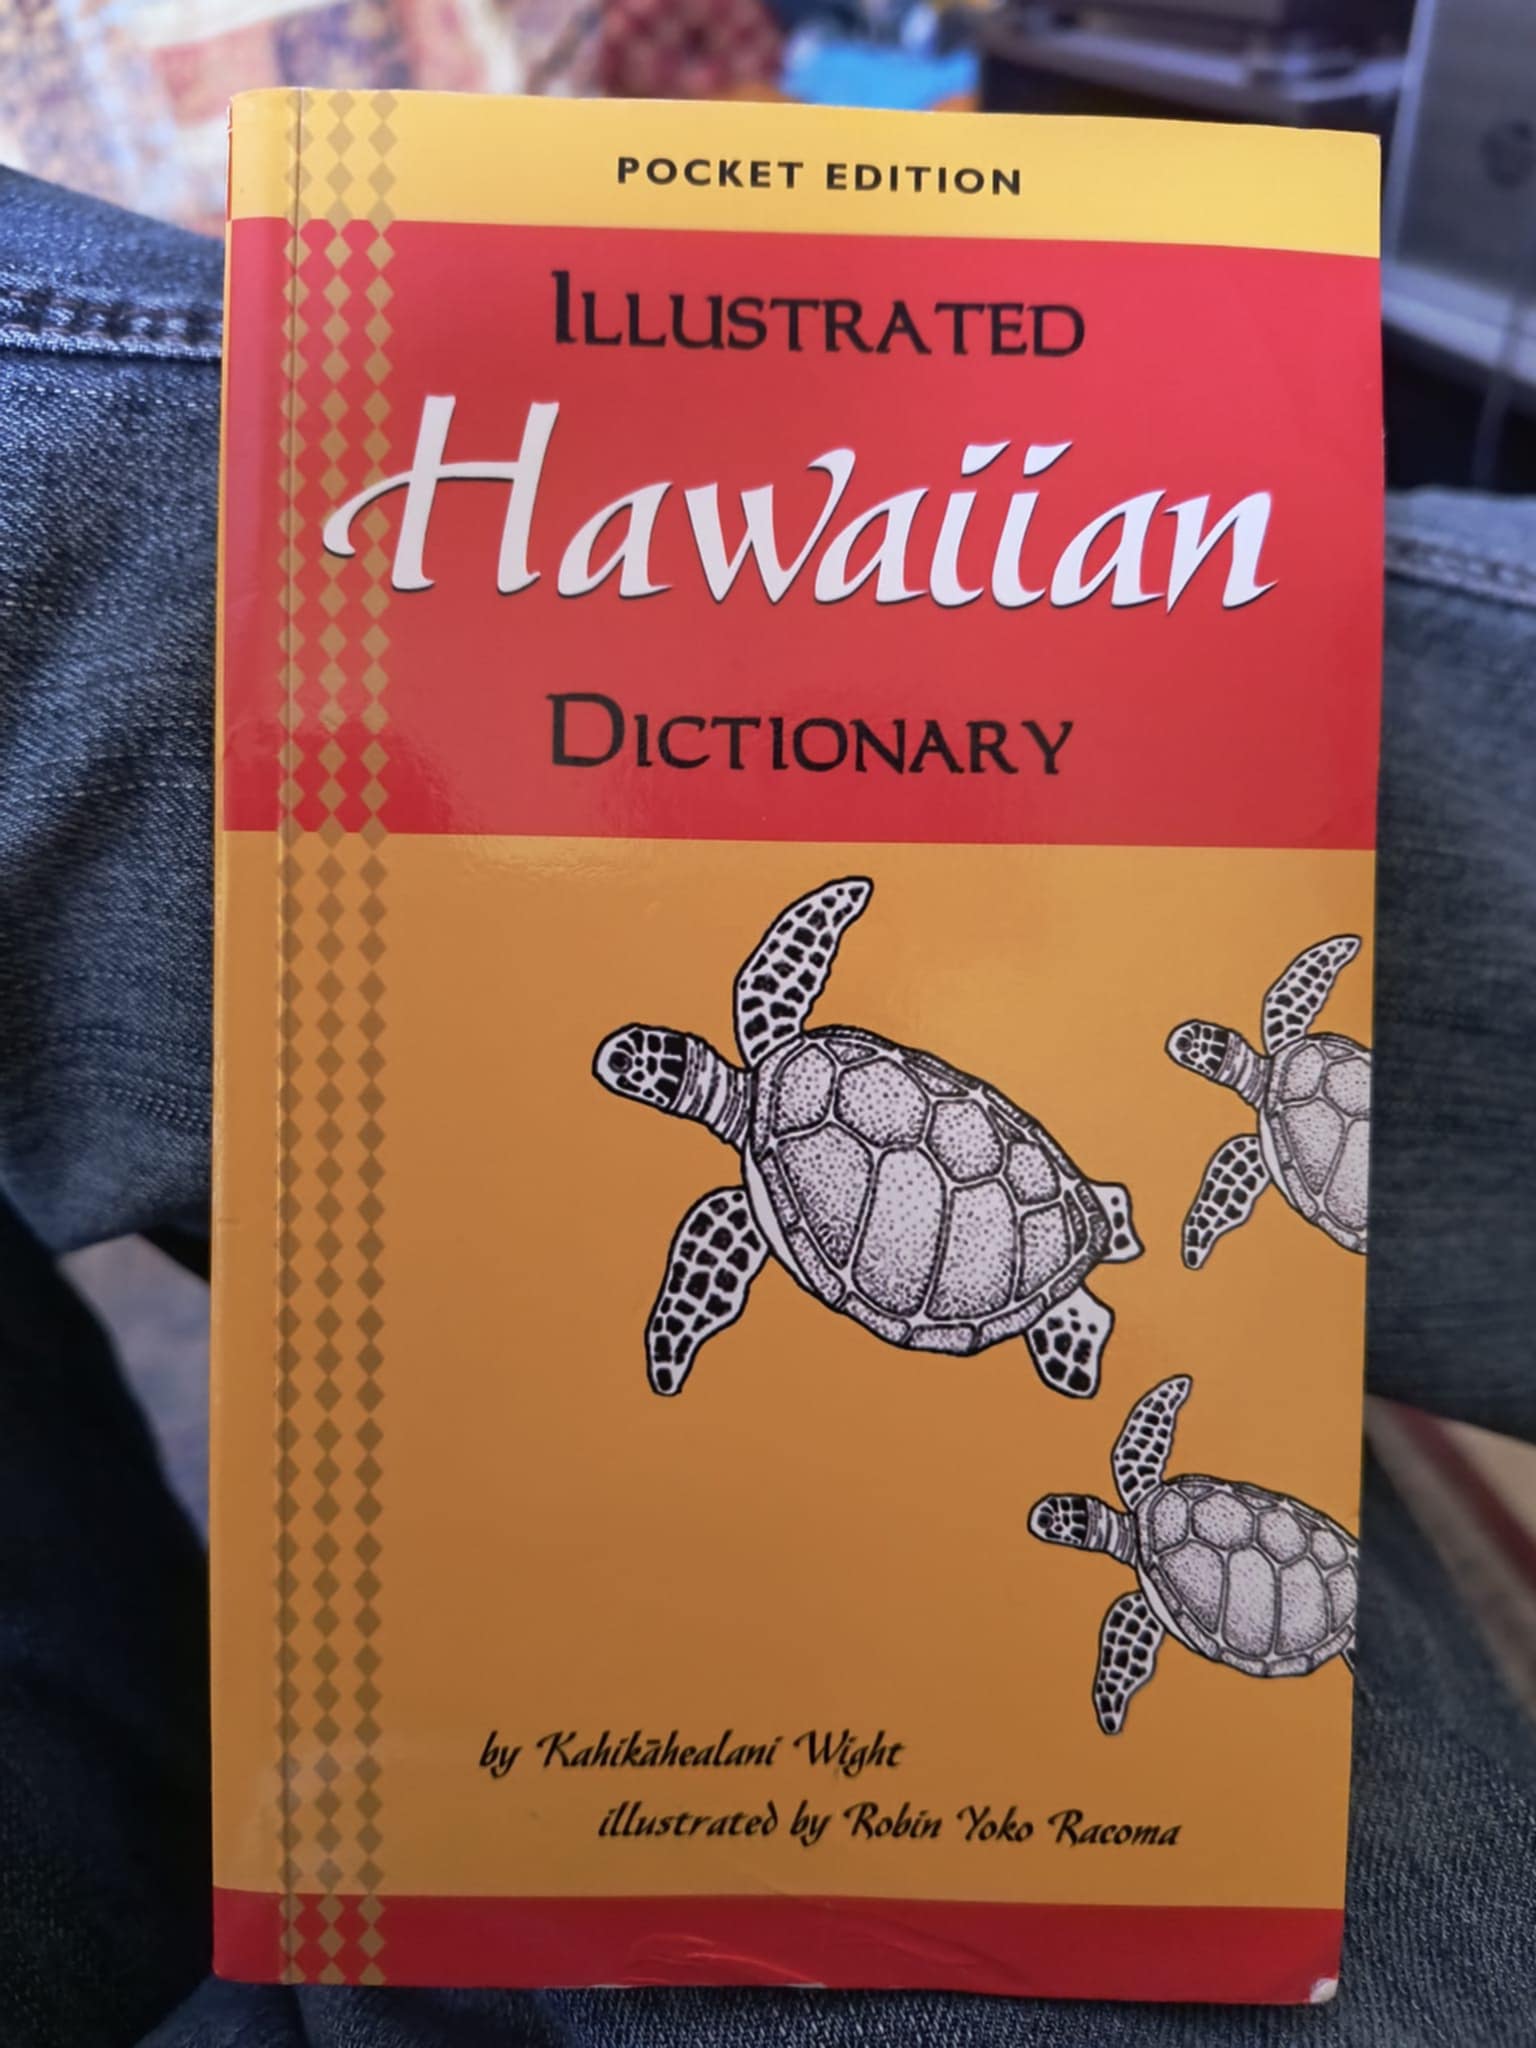 POCKET EDITION
ILLUSTRATED
Hawaiian
DICTIONARY
by Kahikāhealani Wight
illustrated by Robin Yoko Racoma